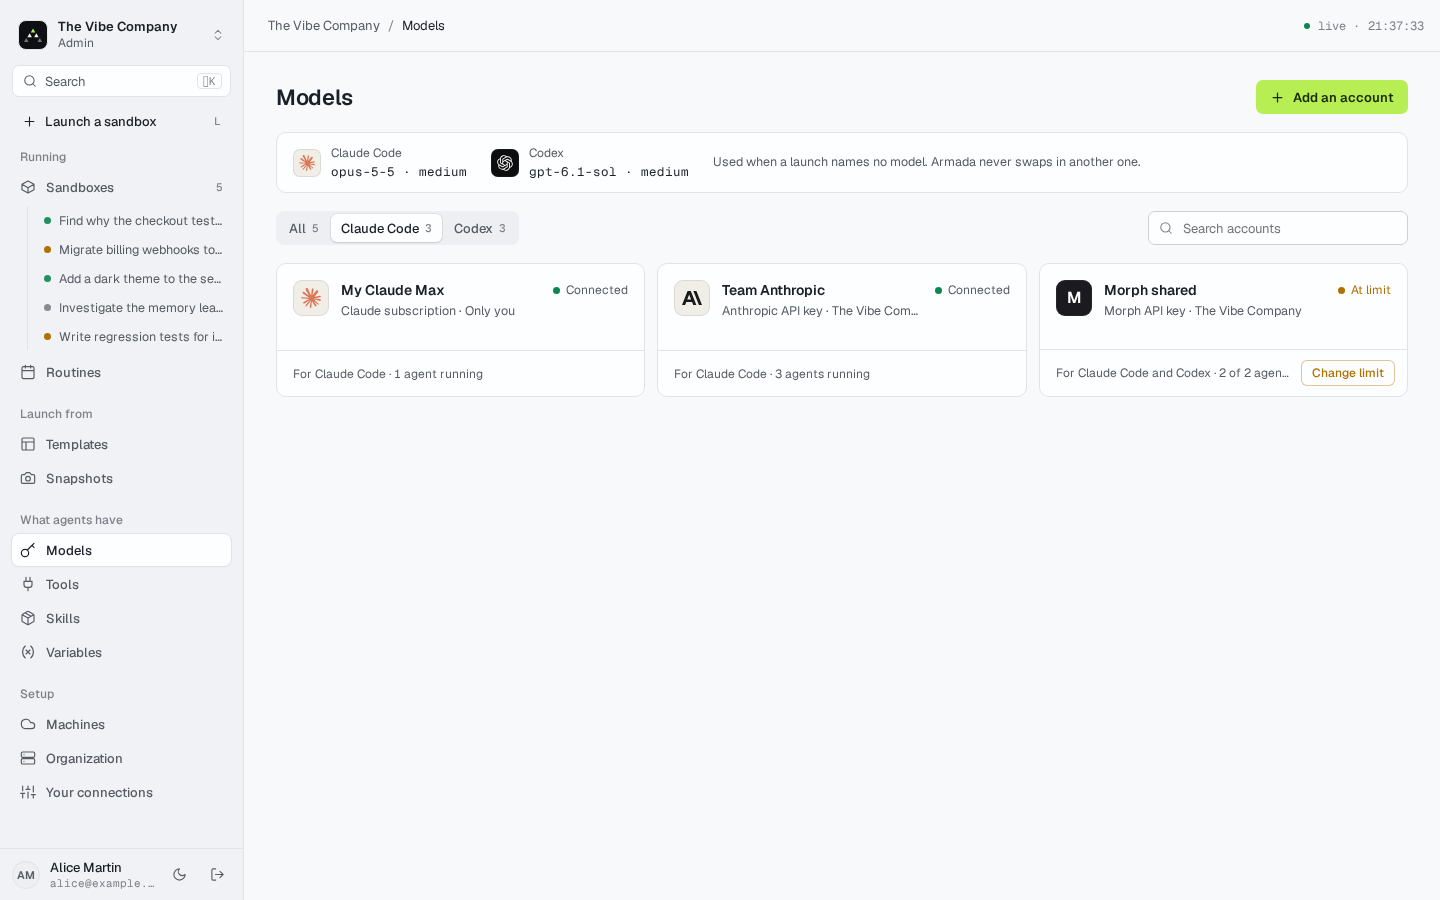 The Vibe Company
Admin
Search
K
Launch a sandbox
L
Running
Sandboxes
5
Find why the checkout test...
Migrate billing webhooks to...
Add a dark theme to the se...
Investigate the memory lea...
Write regression tests for i...
Routines
Launch from
Templates
Snapshots
What agents have
Models
Tools
Skills
Variables
Setup
Machines
Organization
Your connections
AM
Alice Martin
alice@example....
The Vibe Company / Models
live · 21:37:33
Models
Add an account
Claude Code
opus-5-5 · medium
Codex
gpt-6.1-sol · medium
Used when a launch names no model. Armada never swaps in another one.
All 5
Claude Code 3
Codex 3
Search accounts
My Claude Max
Connected
Claude subscription · Only you
For Claude Code · 1 agent running
Team Anthropic
Connected
Anthropic API key · The Vibe Com...
For Claude Code · 3 agents running
M
Morph shared
At limit
Morph API key · The Vibe Company
For Claude Code and Codex · 2 of 2 agen...
Change limit